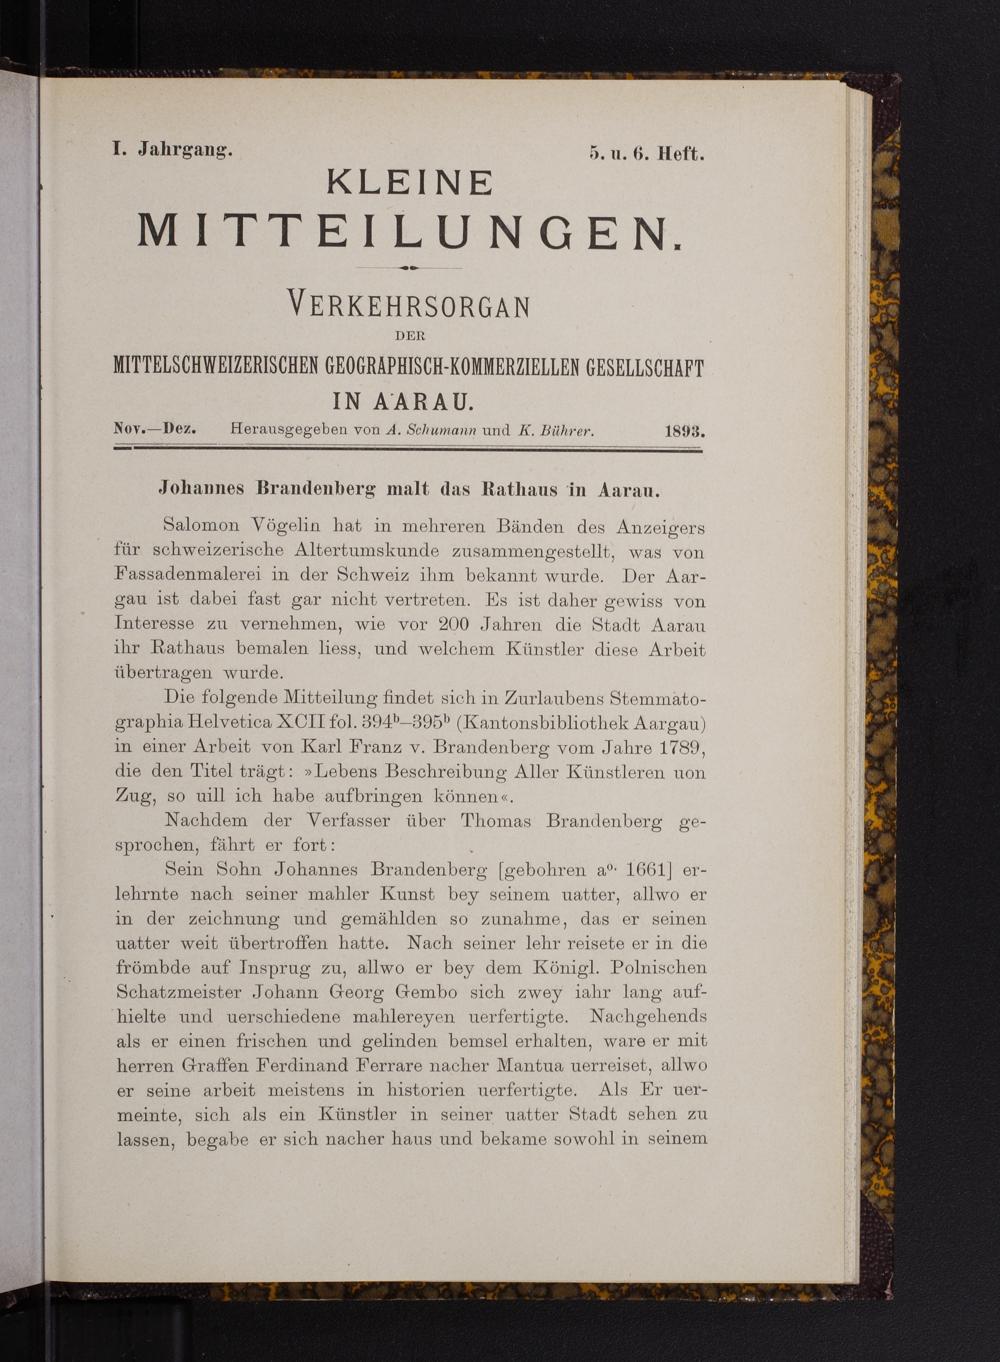 I. Jahrgang. 5. u. 6. Heft.
KLEINE
MITTEILUNGEN.
VERKEHRSORGAN
DER
MITTELSCHWEIZERISCHEN GEOGRAPHISCH-KOMMERZIELLEN GESELLSCHAFT
IN AARAU.
Nov.—Dez. Herausgegeben von A. Schumann und K. Bührer. 1893.
Johannes Brandenberg malt das Rathaus in Aarau.
Salomon Vögelin hat in mehreren Bänden des Anzeigers
für schweizerische Altertumskunde zusammengestellt, was von
Fassadenmalerei in der Schweiz ihm bekannt wurde. Der Aar-
gau ist dabei fast gar nicht vertreten. Es ist daher gewiss von
Interesse zu vernehmen, wie vor 200 Jahren die Stadt Aarau
ihr Rathaus bemalen liess, und welchem Künstler diese Arbeit
übertragen wurde.
Die folgende Mitteilung findet sich in Zurlaubens Stemmato-
graphia Helvetica XCII fol. 394ᵇ—395ᵇ (Kantonsbibliothek Aargau)
in einer Arbeit von Karl Franz v. Brandenberg vom Jahre 1789,
die den Titel trägt: »Lebens Beschreibung Aller Künstleren uon
Zug, so uill ich habe aufbringen können«.
Nachdem der Verfasser über Thomas Brandenberg ge-
sprochen, fährt er fort:
Sein Sohn Johannes Brandenberg [gebohren aº· 1661] er-
lehrnte nach seiner mahler Kunst bey seinem uatter, allwo er
in der zeichnung und gemählden so zunahme, das er seinen
uatter weit übertroffen hatte. Nach seiner lehr reisete er in die
frömbde auf Insprug zu, allwo er bey dem Königl. Polnischen
Schatzmeister Johann Georg Gembo sich zwey iahr lang auf-
hielte und uerschiedene mahlereyen uerfertigte. Nachgehends
als er einen frischen und gelinden bemsel erhalten, ware er mit
herren Graffen Ferdinand Ferrare nacher Mantua uerreiset, allwo
er seine arbeit meistens in historien uerfertigte. Als Er uer-
meinte, sich als ein Künstler in seiner uatter Stadt sehen zu
lassen, begabe er sich nacher haus und bekame sowohl in seinem